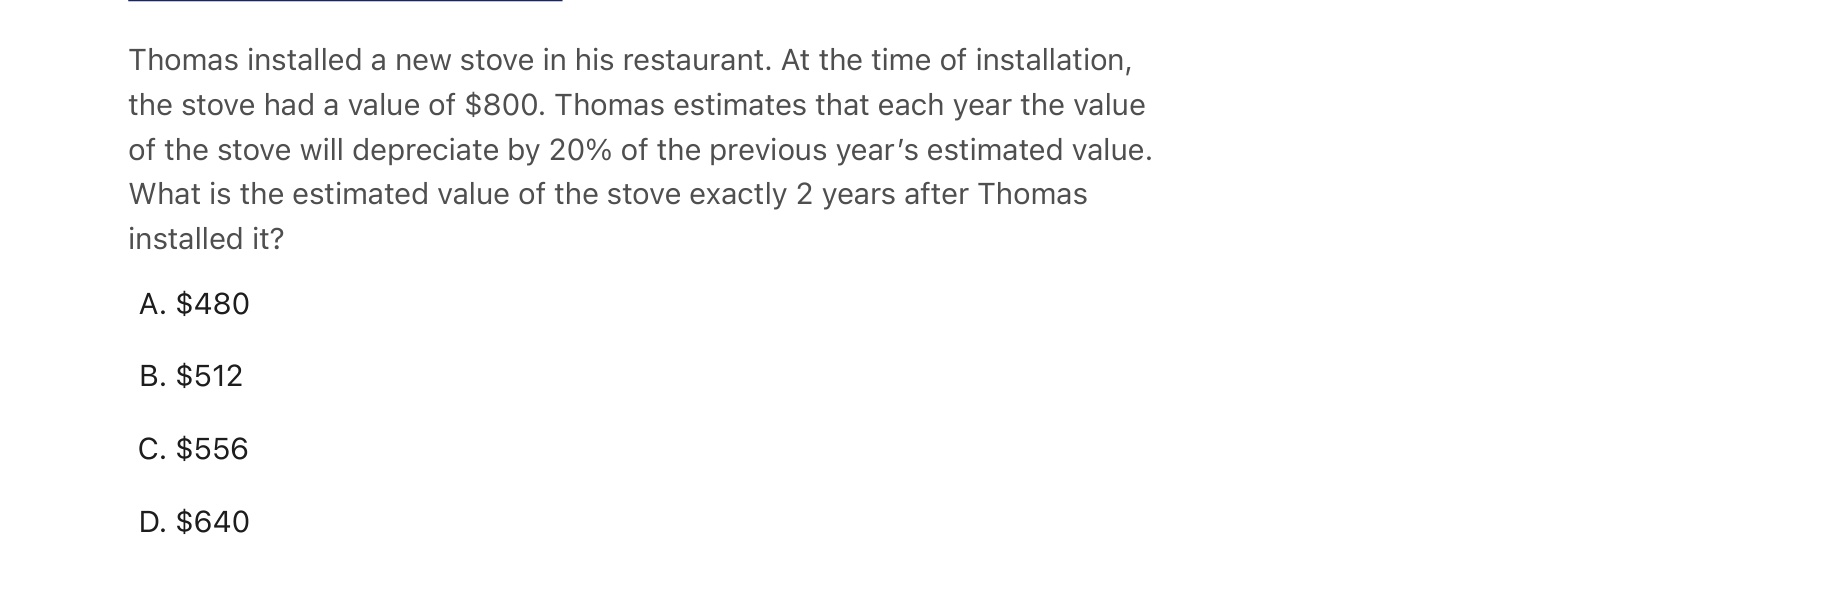 Thomas installed a new stove in his restaurant. At the time of installation,
the stove had a value of $800. Thomas estimates that each year the value
of the stove will depreciate by 20% of the previous year’s estimated value.
What is the estimated value of the stove exactly 2 years after Thomas
installed it?
A. $480
B. $512
C. $556
D. $640